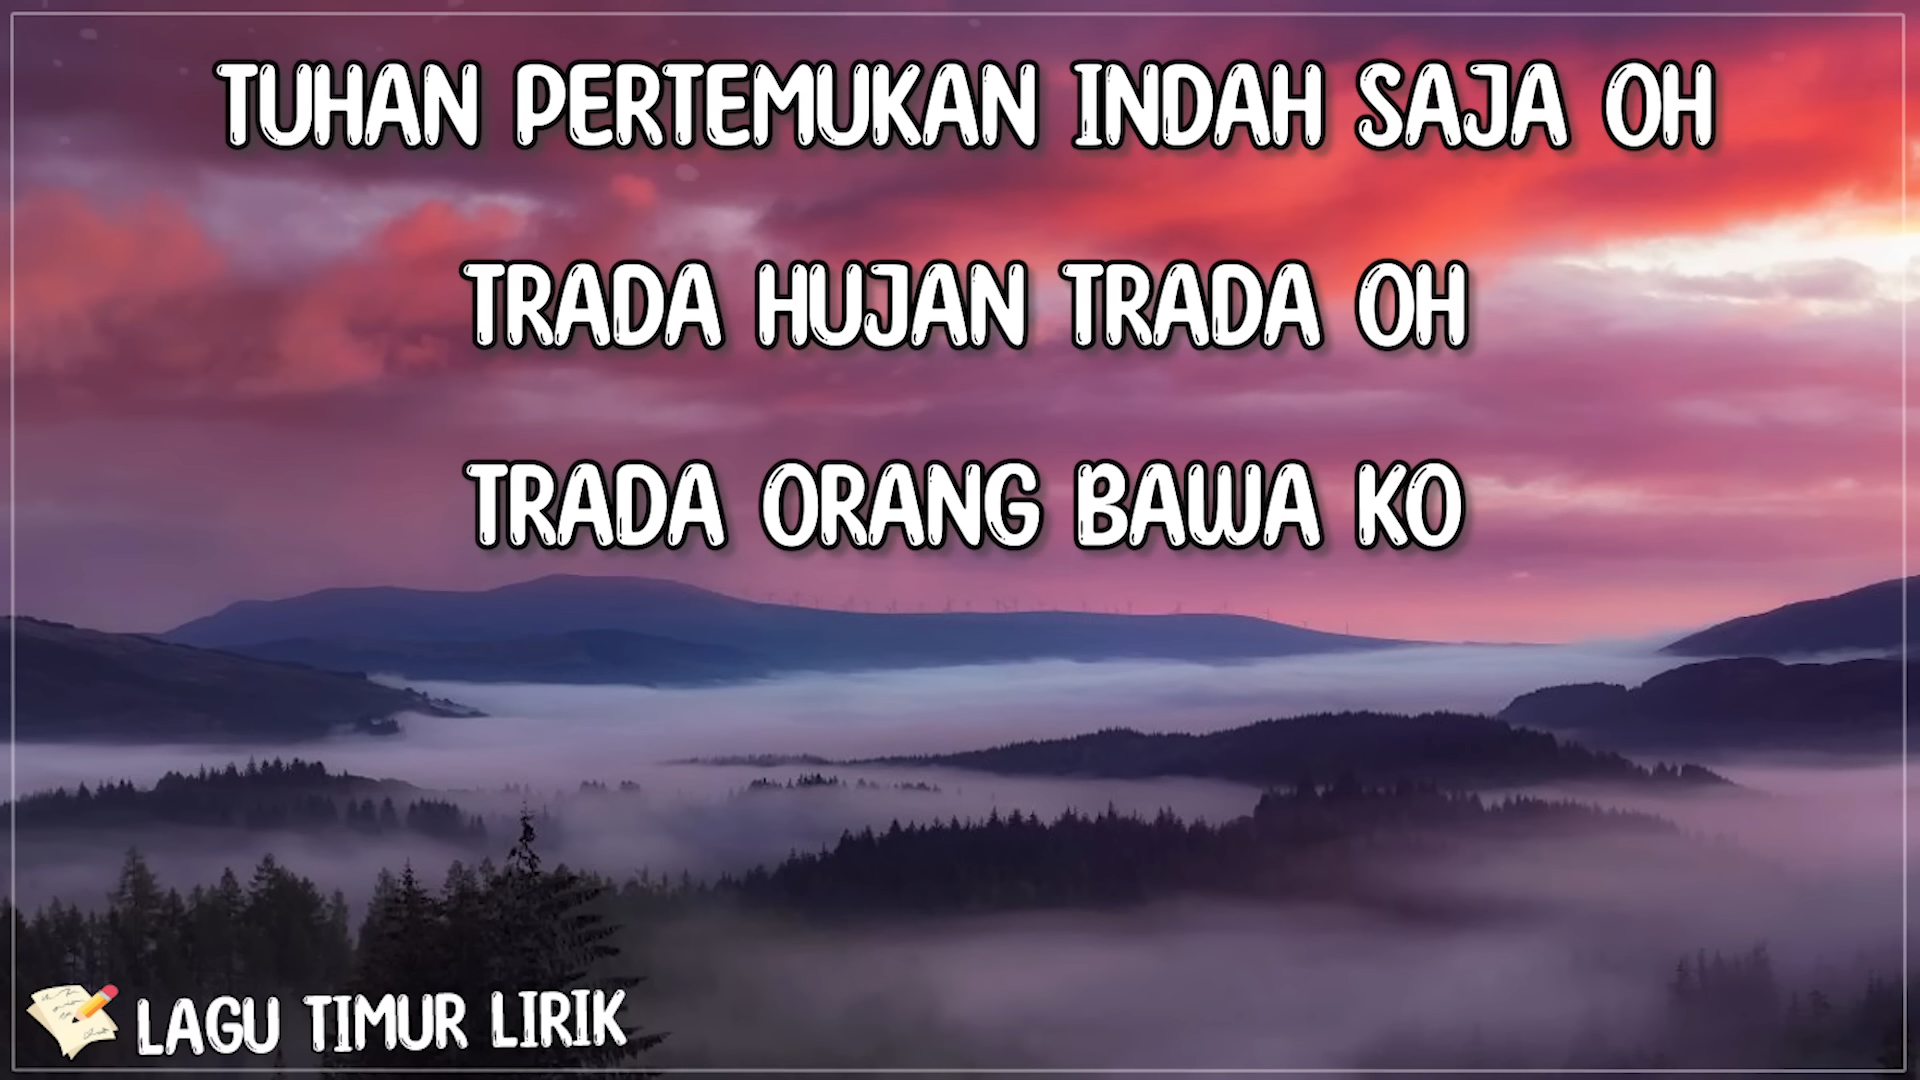 TUHAN PERTEMUKAN INDAH SAJA OH
TRADA HUJAN TRADA OH
TRADA ORANG BAWA KO
LAGU TIMUR LIRIK